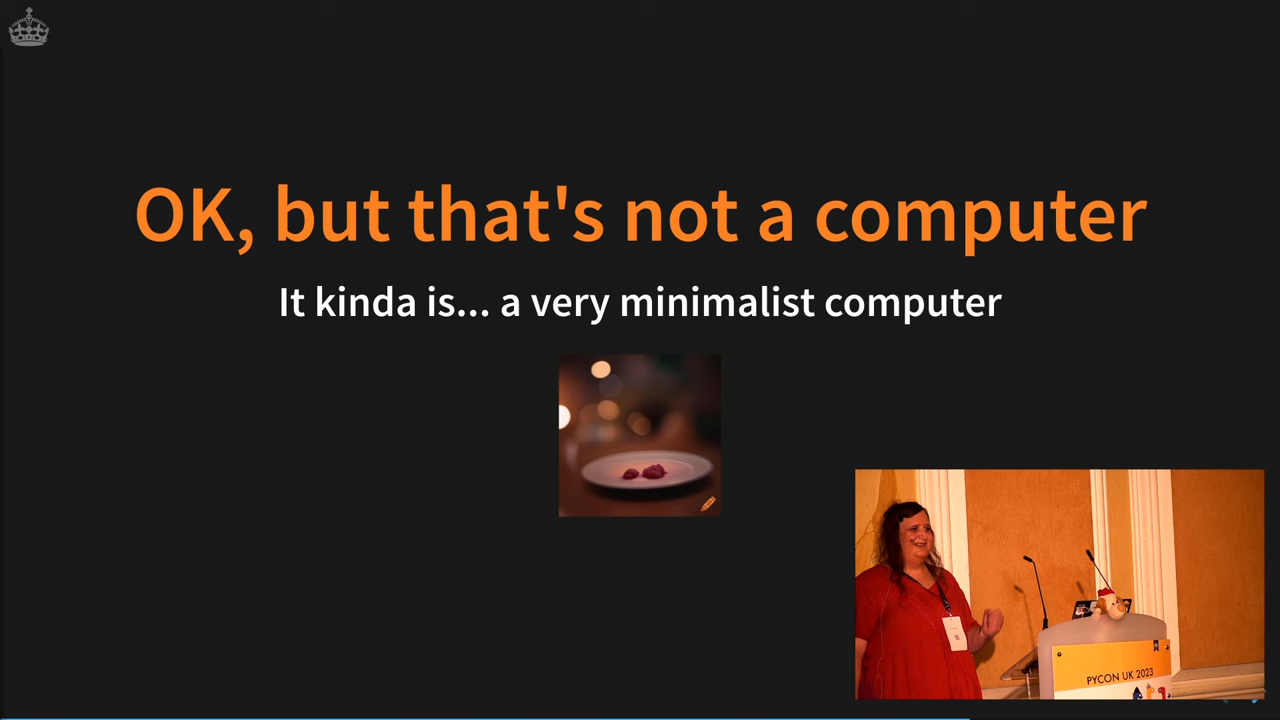 OK, but that's not a computer
It kinda is... a very minimalist computer
PYCON UK 2023